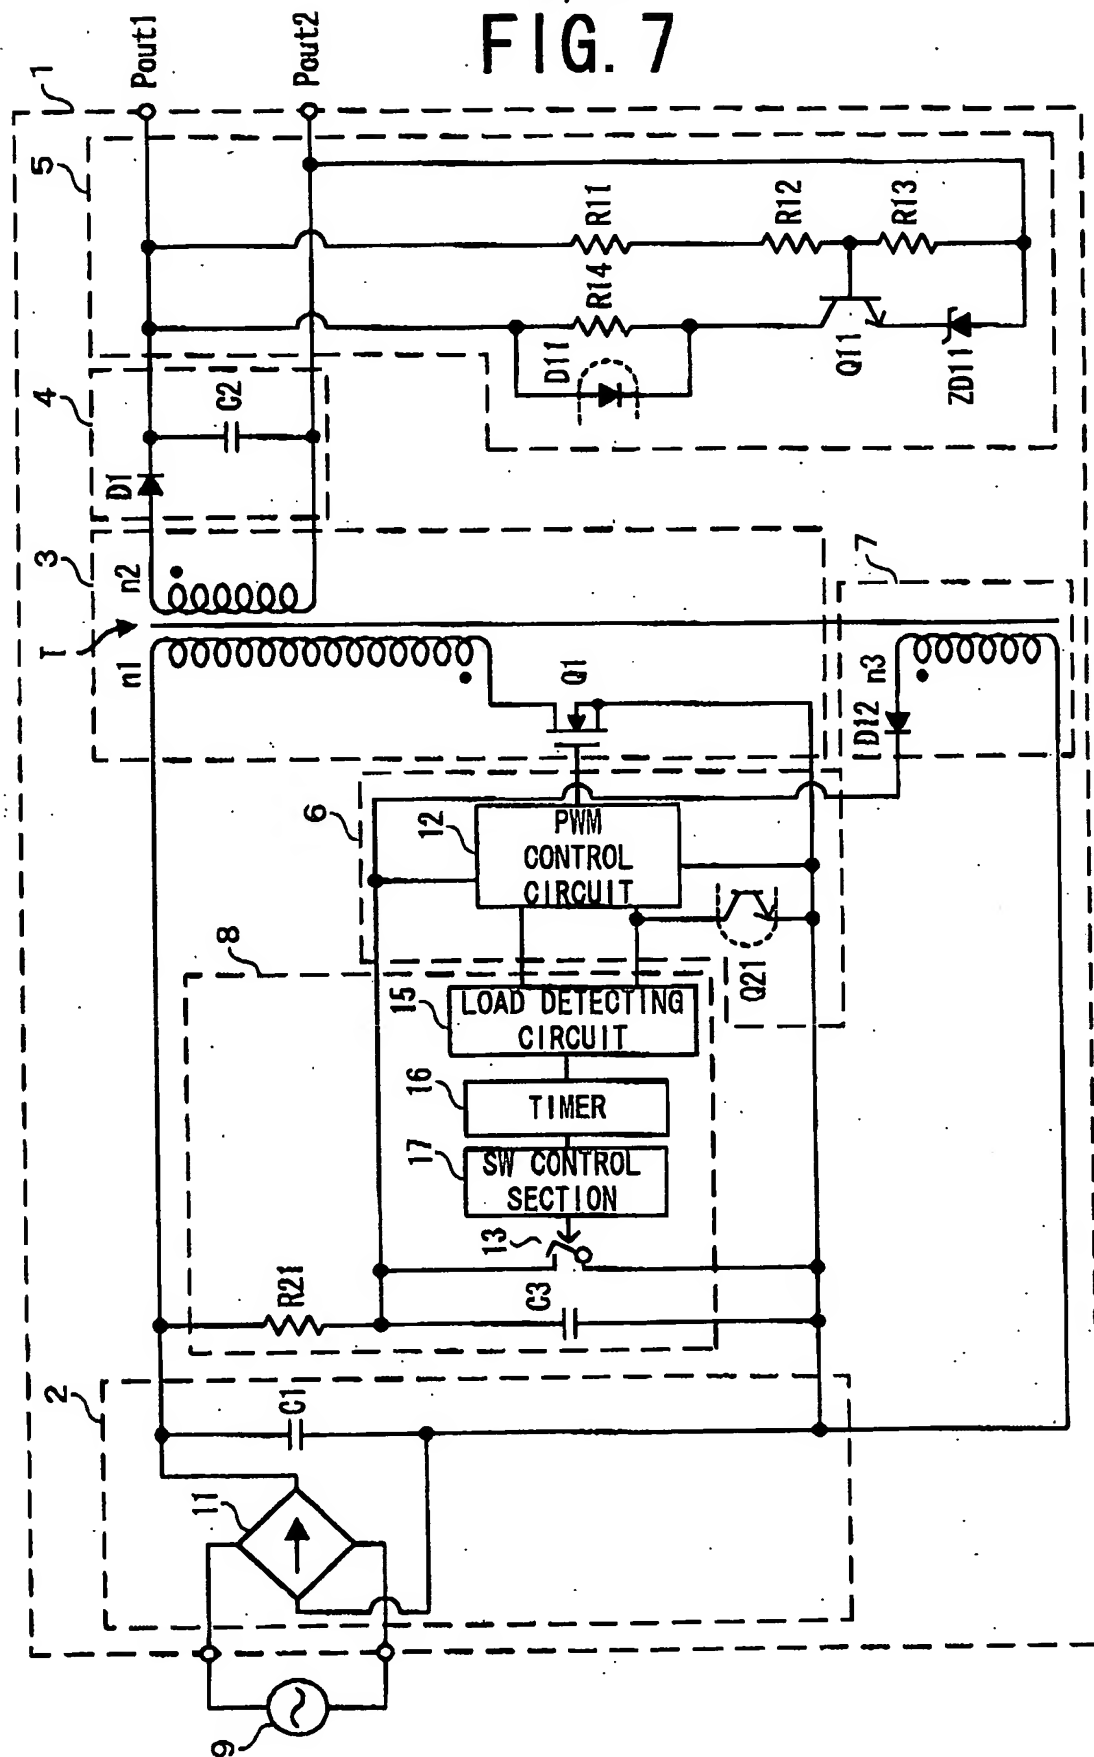 FIG. 7
1
Pout1
Pout2
5
R11
R12
R13
R14
D11
Q11
ZD11
4
D1
C2
3
T
n1
n2
Q1
7
n3
D12
6
12
PWM
CONTROL
CIRCUIT
Q21
8
15
LOAD DETECTING
CIRCUIT
16
TIMER
17
SW CONTROL
SECTION
13
R21
C3
2
C1
11
9